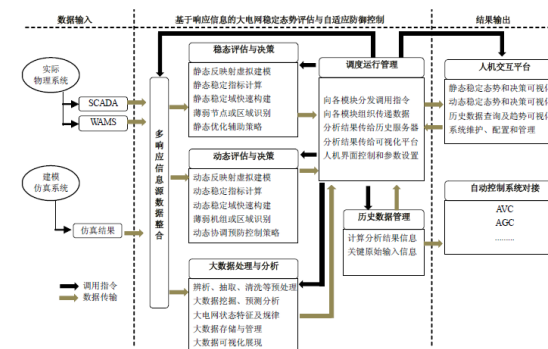 数据输入
基于响应信息的大电网稳定态势评估与自适应防御控制
结果输出
实际
物理系统
SCADA
WAMS
建模
仿真系统
仿真结果
调用指令
数据传输
多响应信息源数据整合
稳态评估与决策
静态反映射虚拟建模
静态稳定指标计算
静态稳定域快速构建
薄弱节点或区域识别
静态优化辅助策略
动态评估与决策
动态反映射虚拟建模
动态稳定指标计算
动态稳定域快速构建
薄弱机组或区域识别
动态协调预防控制策略
大数据处理与分析
辨析、抽取、清洗等预处理
大数据挖掘、预测分析
大电网状态特征及规律
大数据存储与管理
大数据可视化展现
调度运行管理
向各模块分发调用指令
向各模块组织传递数据
分析结果传给历史服务器
分析结果传给可视化平台
人机界面控制和参数设置
历史数据管理
计算分析结果信息
关键原始输入信息
人机交互平台
静态稳定态势和决策可视化
动态稳定态势和决策可视化
历史数据查询及趋势可视化
系统维护、配置和管理
自动控制系统对接
AVC
AGC
.........